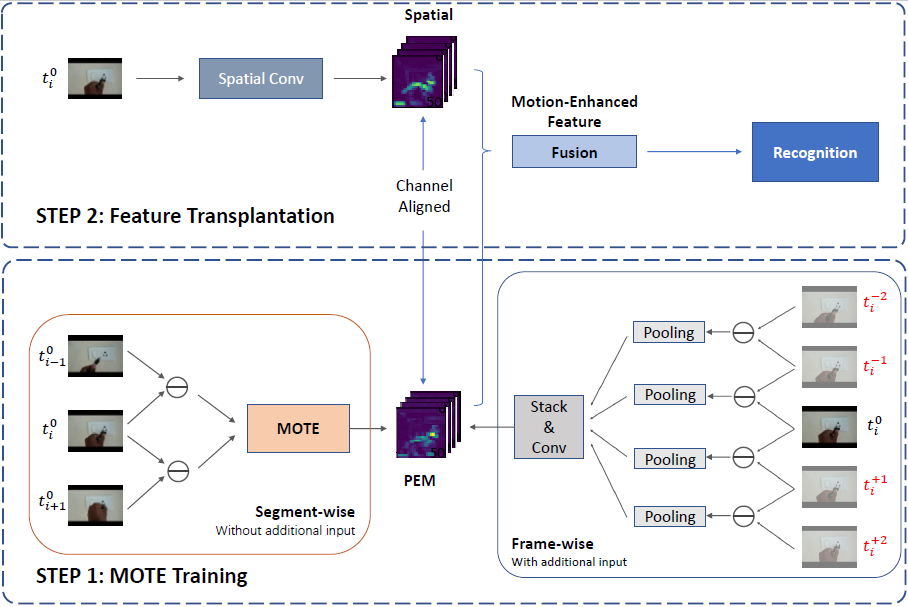 Spatial
t_i^0
Spatial Conv
50
Motion-Enhanced
Feature
Fusion
Recognition
Channel
Aligned
STEP 2: Feature Transplantation
t_{i-1}^0
t_i^0
t_{i+1}^0
MOTE
Segment-wise
Without additional input
PEM
Stack
&
Conv
Pooling
Pooling
Pooling
Pooling
t_i^{-2}
t_i^{-1}
t_i^0
t_i^{+1}
t_i^{+2}
Frame-wise
With additional input
STEP 1: MOTE Training